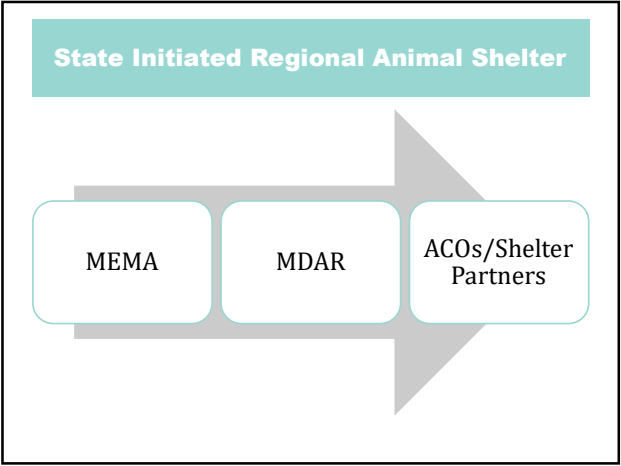 State Initiated Regional Animal Shelter
MEMA
MDAR
ACOs/Shelter
Partners